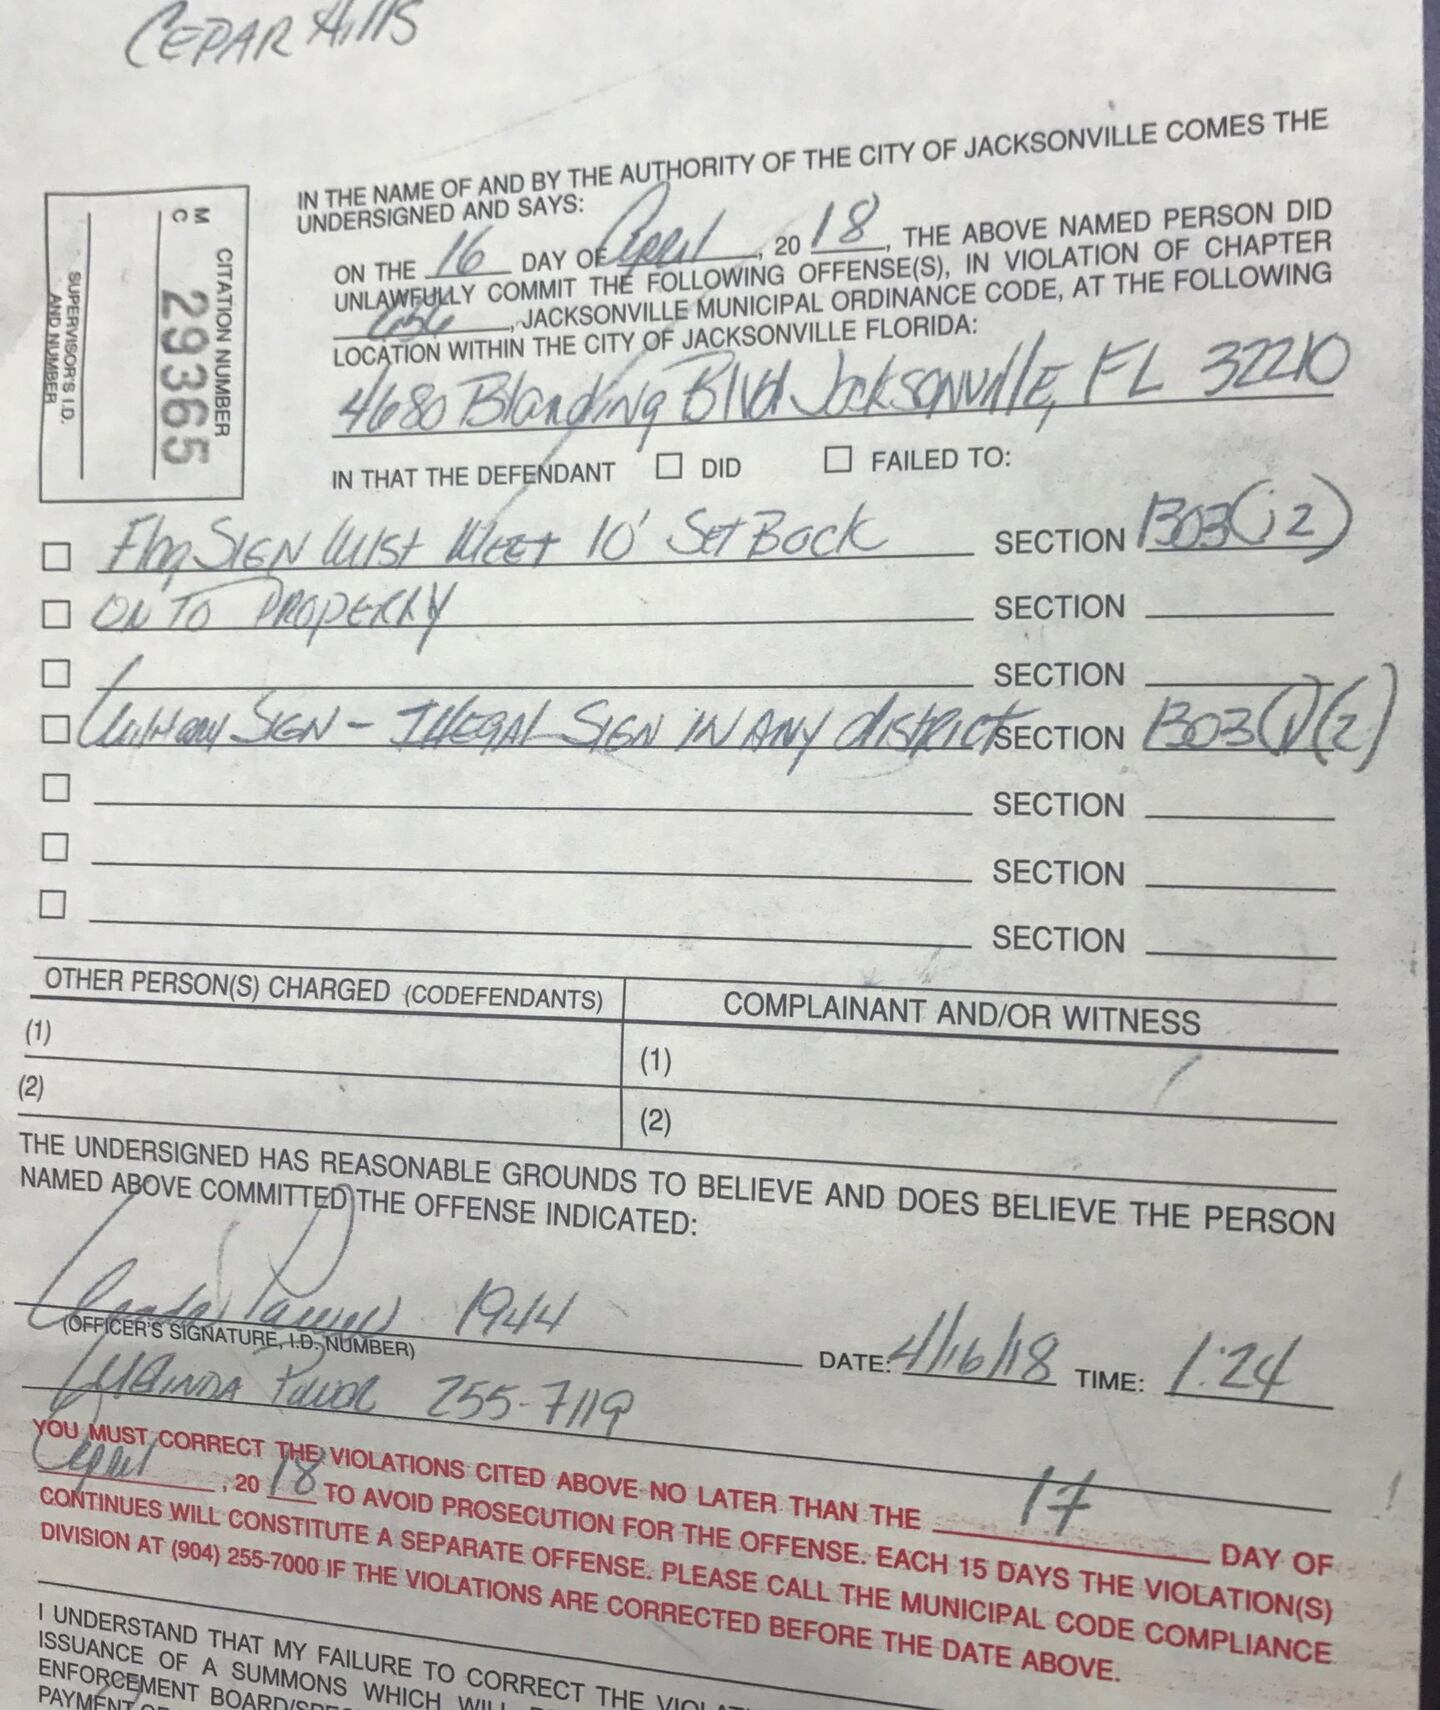 CEDAR Hills
CITATION NUMBER
M C 29365
SUPERVISOR'S I.D.
AND NUMBER
IN THE NAME OF AND BY THE AUTHORITY OF THE CITY OF JACKSONVILLE COMES THE
UNDERSIGNED AND SAYS:
ON THE 16 DAY OF April, 20 18, THE ABOVE NAMED PERSON DID
UNLAWFULLY COMMIT THE FOLLOWING OFFENSE(S), IN VIOLATION OF CHAPTER
656, JACKSONVILLE MUNICIPAL ORDINANCE CODE, AT THE FOLLOWING
LOCATION WITHIN THE CITY OF JACKSONVILLE FLORIDA:
4680 Blanding Blvd Jacksonville, FL 32210
IN THAT THE DEFENDANT ☐ DID ☐ FAILED TO:
☐ Flag SIGN Must Meet 10' Set Back SECTION 1303(i2)
☐ ON TO PROPERTY SECTION
☐ SECTION
☐ SIGN - ILLEGAL SIGN IN ANY district SECTION 1303()(2)
☐ SECTION
☐ SECTION
☐ SECTION
OTHER PERSON(S) CHARGED (CODEFENDANTS) COMPLAINANT AND/OR WITNESS
(1) (1)
(2) (2)
THE UNDERSIGNED HAS REASONABLE GROUNDS TO BELIEVE AND DOES BELIEVE THE PERSON
NAMED ABOVE COMMITTED THE OFFENSE INDICATED:
1944
(OFFICER'S SIGNATURE, I.D. NUMBER) DATE: 4/16/18 TIME: 1:24
255-7119
YOU MUST CORRECT THE VIOLATIONS CITED ABOVE NO LATER THAN THE 17 DAY OF
April, 20 18 TO AVOID PROSECUTION FOR THE OFFENSE. EACH 15 DAYS THE VIOLATION(S)
CONTINUES WILL CONSTITUTE A SEPARATE OFFENSE. PLEASE CALL THE MUNICIPAL CODE COMPLIANCE
DIVISION AT (904) 255-7000 IF THE VIOLATIONS ARE CORRECTED BEFORE THE DATE ABOVE.
I UNDERSTAND THAT MY FAILURE TO CORRECT THE
ISSUANCE OF A SUMMONS WHICH WILL
ENFORCEMENT
PAYMENT